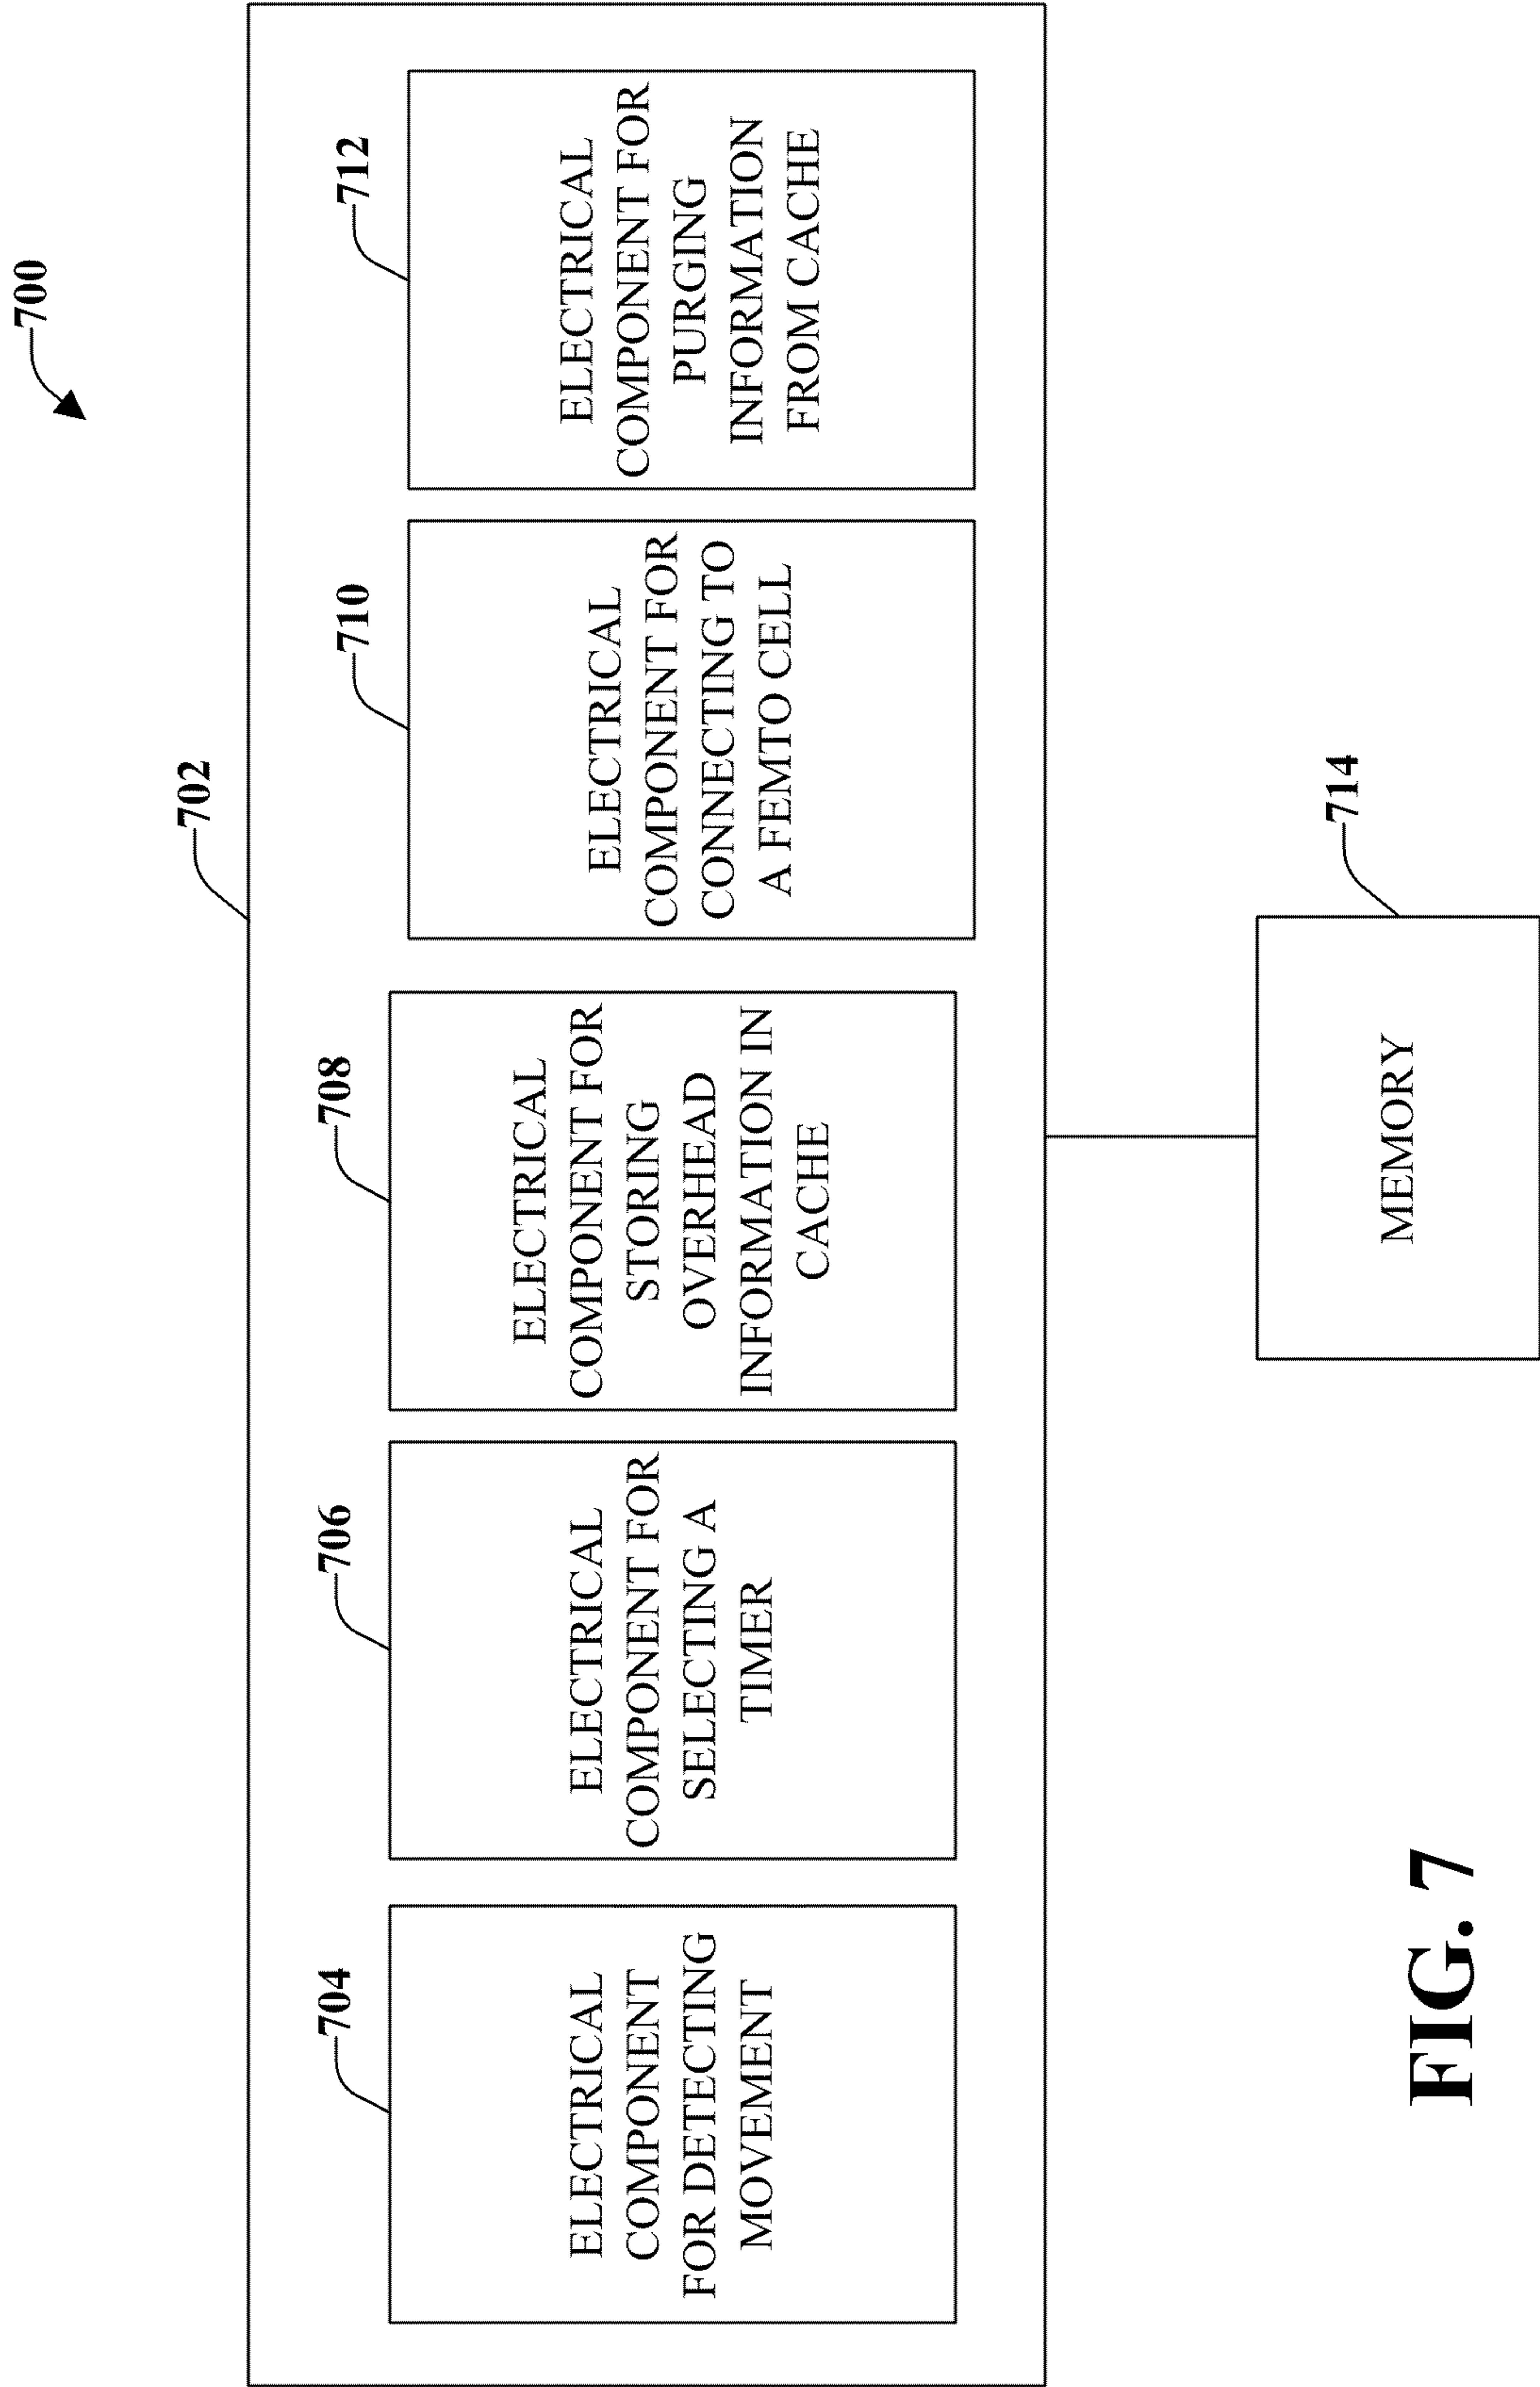 700
702
704
ELECTRICAL
COMPONENT
FOR DETECTING
MOVEMENT
706
ELECTRICAL
COMPONENT FOR
SELECTING A
TIMER
708
ELECTRICAL
COMPONENT FOR
STORING
OVERHEAD
INFORMATION IN
CACHE
710
ELECTRICAL
COMPONENT FOR
CONNECTING TO
A FEMTO CELL
712
ELECTRICAL
COMPONENT FOR
PURGING
INFORMATION
FROM CACHE
714
MEMORY
FIG. 7